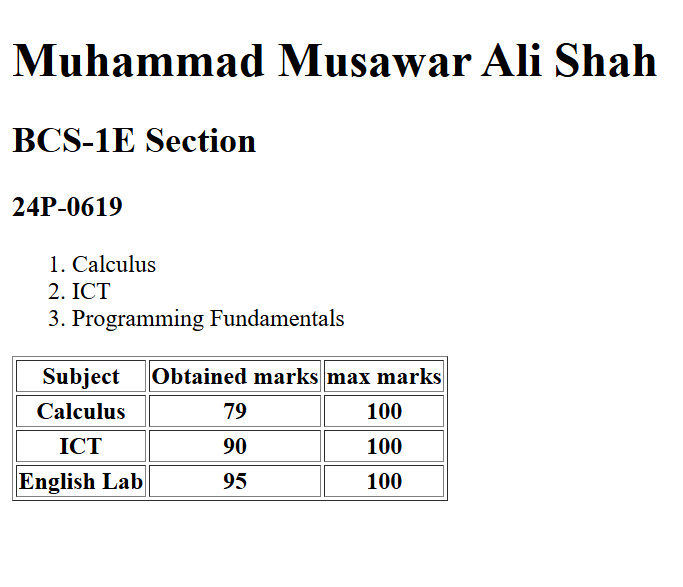 Muhammad Musawar Ali Shah
BCS-1E Section
24P-0619
1. Calculus
2. ICT
3. Programming Fundamentals
Subject Obtained marks max marks
Calculus 79 100
ICT 90 100
English Lab 95 100